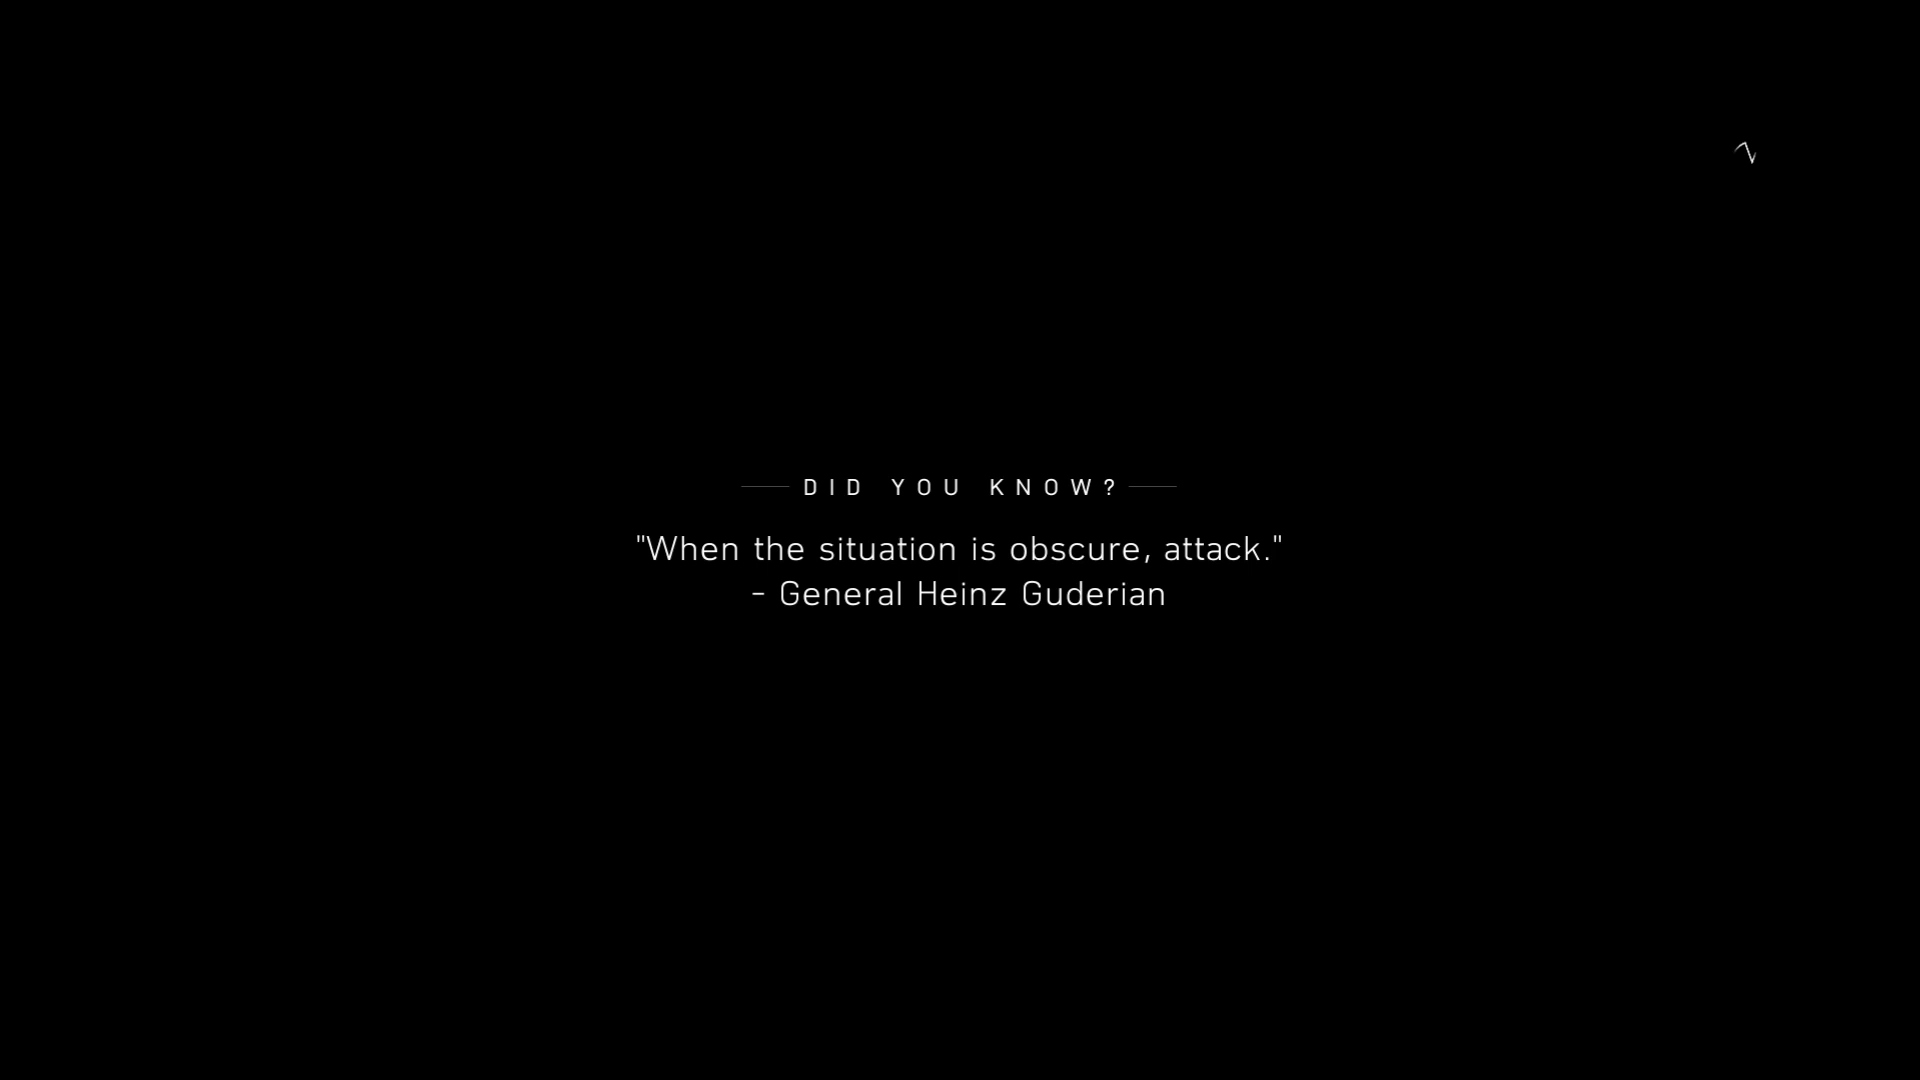 DID YOU KNOW?
"When the situation is obscure, attack."
- General Heinz Guderian